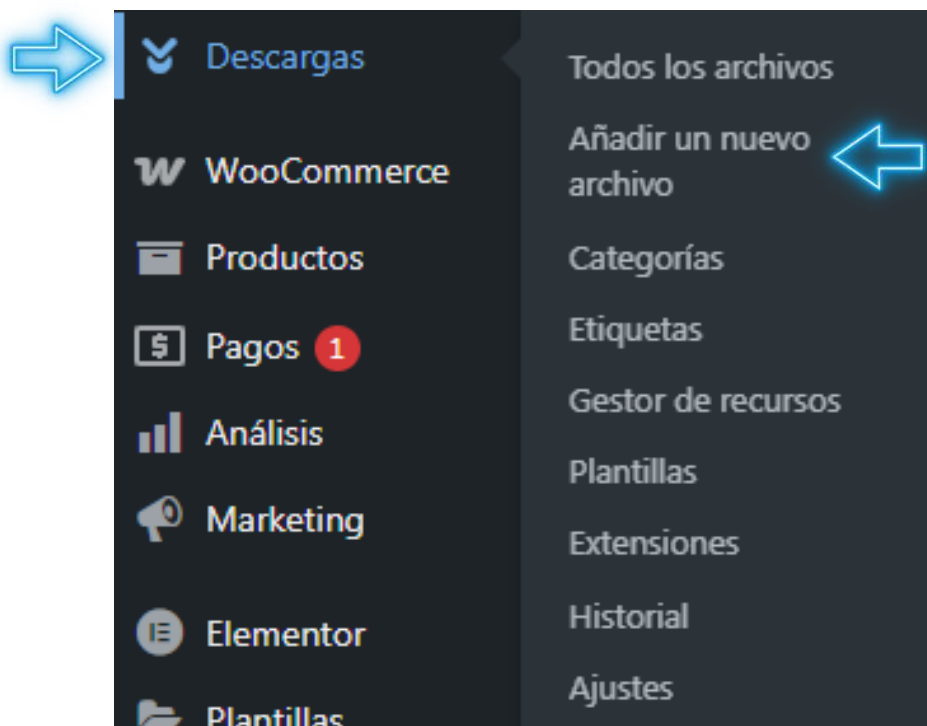 Descargas
WooCommerce
Productos
Pagos 1
Análisis
Marketing
Elementor
Plantillas
Todos los archivos
Añadir un nuevo
archivo
Categorías
Etiquetas
Gestor de recursos
Plantillas
Extensiones
Historial
Ajustes